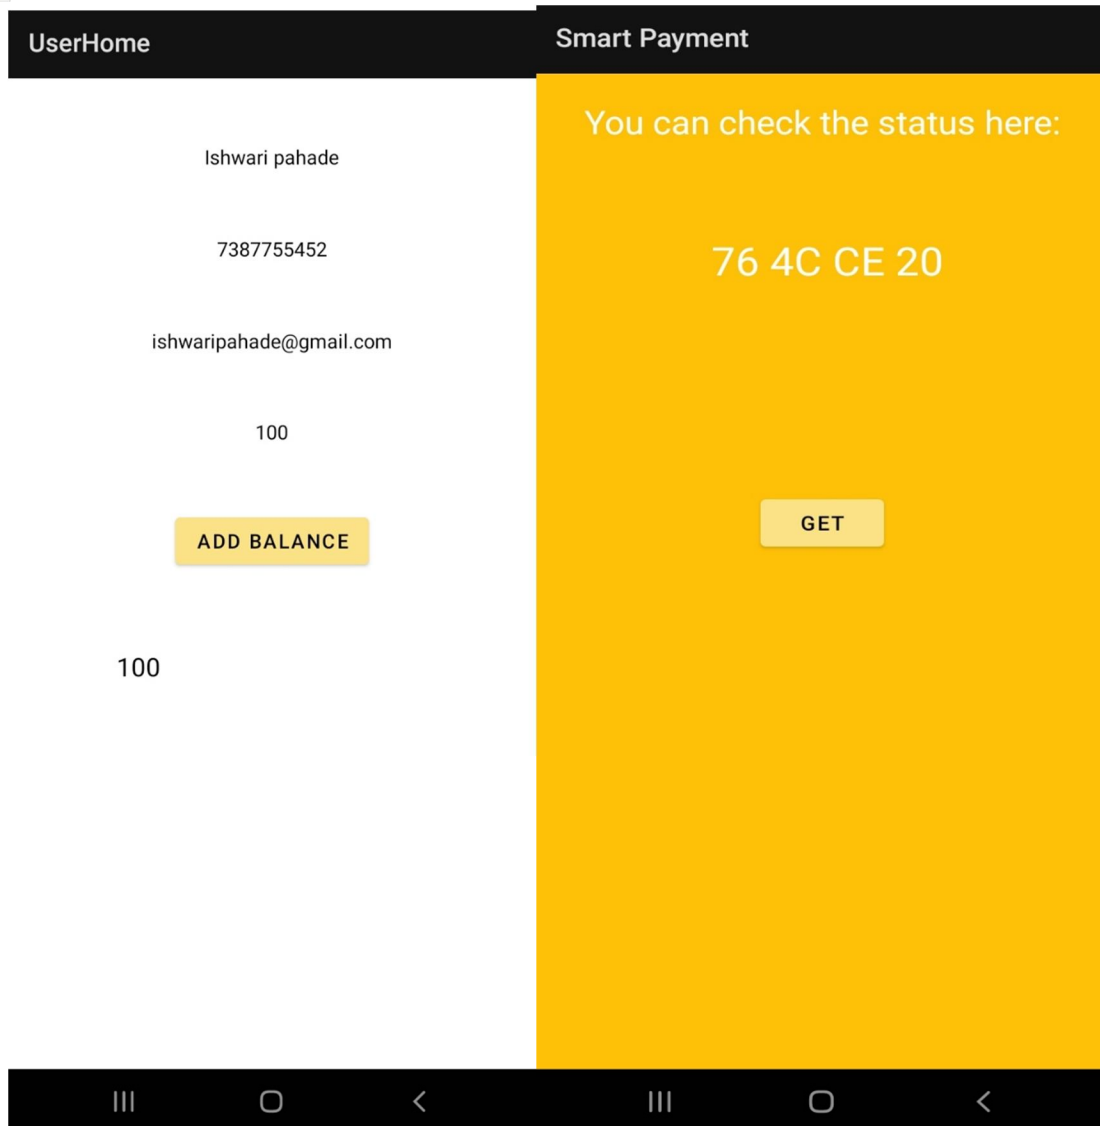 UserHome
Ishwari pahade
7387755452
ishwaripahade@gmail.com
100
ADD BALANCE
100
Smart Payment
You can check the status here:
76 4C CE 20
GET